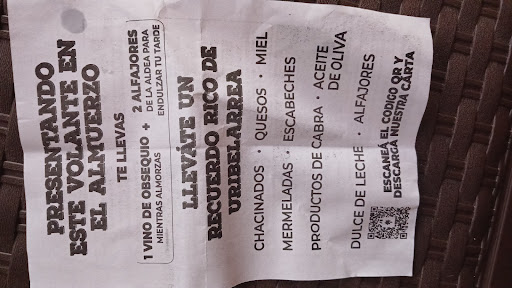 PRESENTANDO
ESTE VOLANTE EN
EL ALMUERZO
TE LLEVAS
1 VINO DE OBSEQUIO
MIENTRAS ALMORZAS
+
2 ALFAJORES
DE LA ALDEA PARA
ENDULZAR TU TARDE
LLEVÁTE UN
RECUERDO RICO DE
URIBELARREA
CHACINADOS · QUESOS · MIEL
MERMELADAS · ESCABECHES
PRODUCTOS DE CABRA · ACEITE
DE OLIVA
DULCE DE LECHE · ALFAJORES
ESCANEÁ EL CODIGO QR Y
DESCARGÁ NUESTRA CARTA